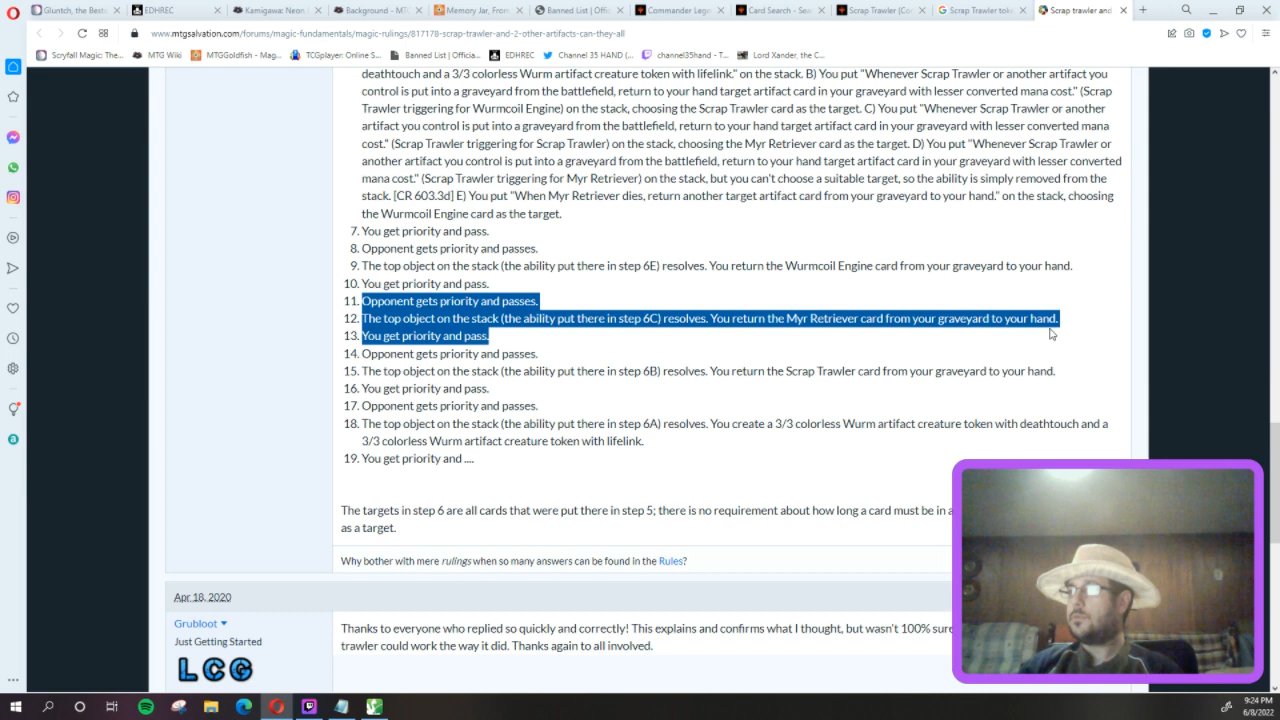 Gluntch, the Best
EDHREC
Kamigawa: Neon
Background - MT
Memory Jar, From
Banned List | Offic
Commander Lege
Card Search - Sea
Scrap Trawler (Co
Scrap Trawler tok
Scrap trawler and
www.mtgsalvation.com/forums/magic-fundamentals/magic-rulings/817178-scrap-trawler-and-2-other-artifacts-can-they-all
Scryfall Magic: The...
MTG Wiki
MTGGoldfish - Mag...
TCGplayer: Online S...
Banned List | Official...
EDHREC
Channel 35 HAND (...
channel35hand - T...
Lord Xander, the C...
deathtouch and a 3/3 colorless Wurm artifact creature token with lifelink." on the stack. B) You put "Whenever Scrap Trawler or another artifact you
control is put into a graveyard from the battlefield, return to your hand target artifact card in your graveyard with lesser converted mana cost." (Scrap
Trawler triggering for Wurmcoil Engine) on the stack, choosing the Scrap Trawler card as the target. C) You put "Whenever Scrap Trawler or another
artifact you control is put into a graveyard from the battlefield, return to your hand target artifact card in your graveyard with lesser converted mana
cost." (Scrap Trawler triggering for Scrap Trawler) on the stack, choosing the Myr Retriever card as the target. D) You put "Whenever Scrap Trawler or
another artifact you control is put into a graveyard from the battlefield, return to your hand target artifact card in your graveyard with lesser converted
mana cost." (Scrap Trawler triggering for Myr Retriever) on the stack, but you can't choose a suitable target, so the ability is simply removed from the
stack. [CR 603.3d] E) You put "When Myr Retriever dies, return another target artifact card from your graveyard to your hand." on the stack, choosing
the Wurmcoil Engine card as the target.
7. You get priority and pass.
8. Opponent gets priority and passes.
9. The top object on the stack (the ability put there in step 6E) resolves. You return the Wurmcoil Engine card from your graveyard to your hand.
10. You get priority and pass.
11. Opponent gets priority and passes.
12. The top object on the stack (the ability put there in step 6C) resolves. You return the Myr Retriever card from your graveyard to your hand.
13. You get priority and pass.
14. Opponent gets priority and passes.
15. The top object on the stack (the ability put there in step 6B) resolves. You return the Scrap Trawler card from your graveyard to your hand.
16. You get priority and pass.
17. Opponent gets priority and passes.
18. The top object on the stack (the ability put there in step 6A) resolves. You create a 3/3 colorless Wurm artifact creature token with deathtouch and a
3/3 colorless Wurm artifact creature token with lifelink.
19. You get priority and ....
The targets in step 6 are all cards that were put there in step 5; there is no requirement about how long a card must be in a
as a target.
Why bother with mere rulings when so many answers can be found in the Rules?
Apr 18, 2020
Grubloot
Just Getting Started
LCG
Thanks to everyone who replied so quickly and correctly! This explains and confirms what I thought, but wasn't 100% sure
trawler could work the way it did. Thanks again to all involved.
9:24 PM
6/8/2022